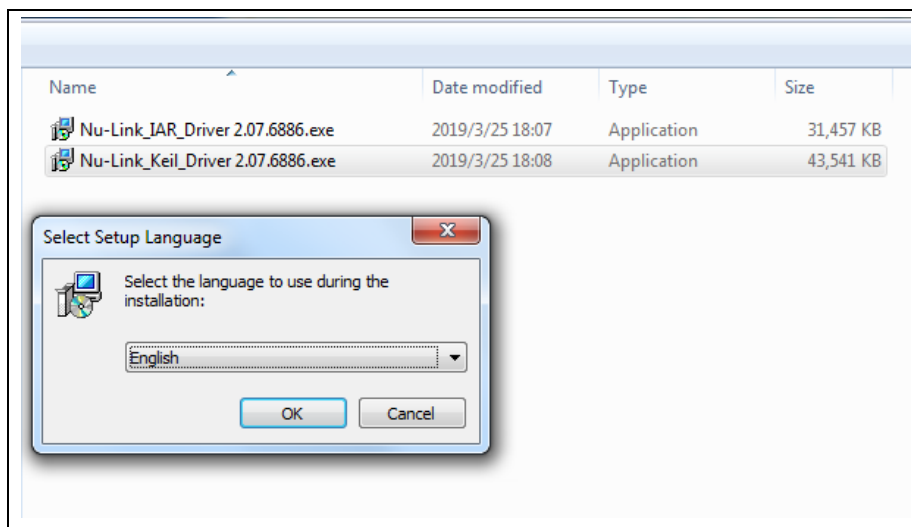 Name Date modified Type Size
Nu-Link_IAR_Driver 2.07.6886.exe 2019/3/25 18:07 Application 31,457 KB
Nu-Link_Keil_Driver 2.07.6886.exe 2019/3/25 18:08 Application 43,541 KB
Select Setup Language
Select the language to use during the
installation:
English
OK Cancel